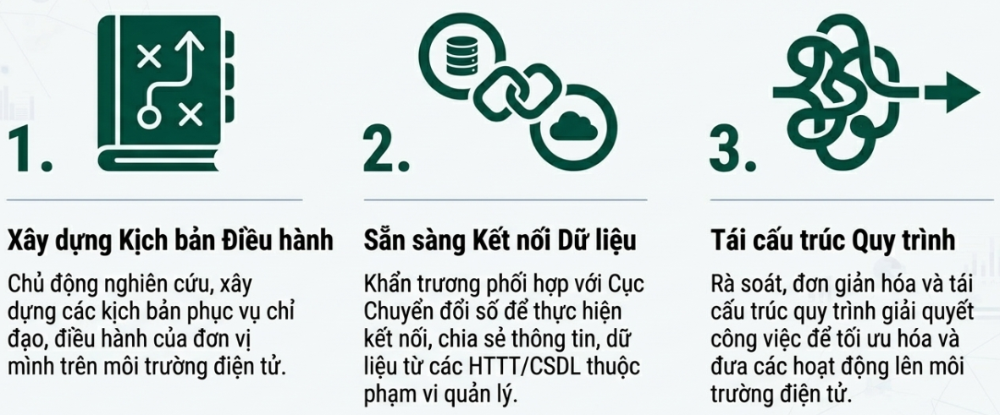 1.
Xây dựng Kịch bản Điều hành
Chủ động nghiên cứu, xây
dựng các kịch bản phục vụ chỉ
đạo, điều hành của đơn vị
mình trên môi trường điện tử.
2.
Sẵn sàng Kết nối Dữ liệu
Khẩn trương phối hợp với Cục
Chuyển đổi số để thực hiện
kết nối, chia sẻ thông tin, dữ
liệu từ các HTTT/CSDL thuộc
phạm vi quản lý.
3.
Tái cấu trúc Quy trình
Rà soát, đơn giản hóa và tái
cấu trúc quy trình giải quyết
công việc để tối ưu hóa và
đưa các hoạt động lên môi
trường điện tử.